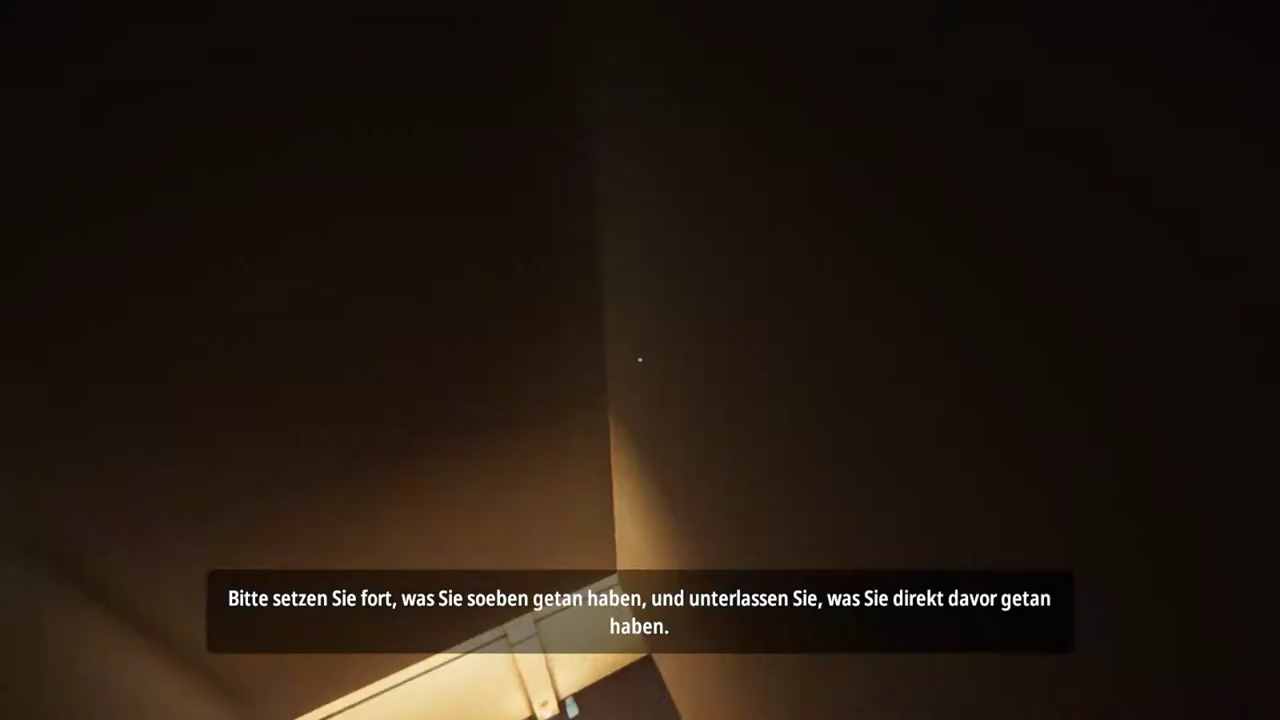 Bitte setzen Sie fort, was Sie soeben getan haben, und unterlassen Sie, was Sie direkt davor getan
haben.